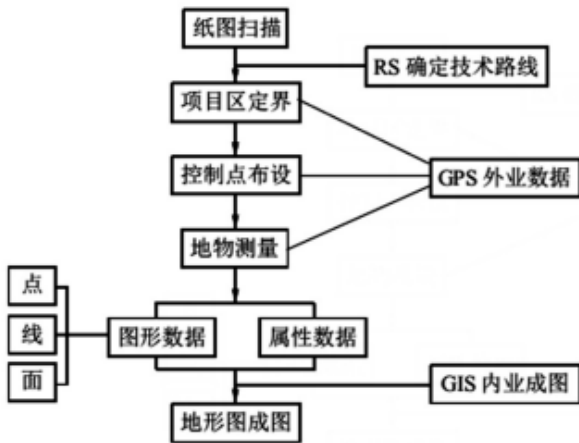 纸图扫描
RS 确定技术路线
项目区定界
控制点布设
GPS 外业数据
地物测量
点
线
面
图形数据
属性数据
GIS 内业成图
地形图成图